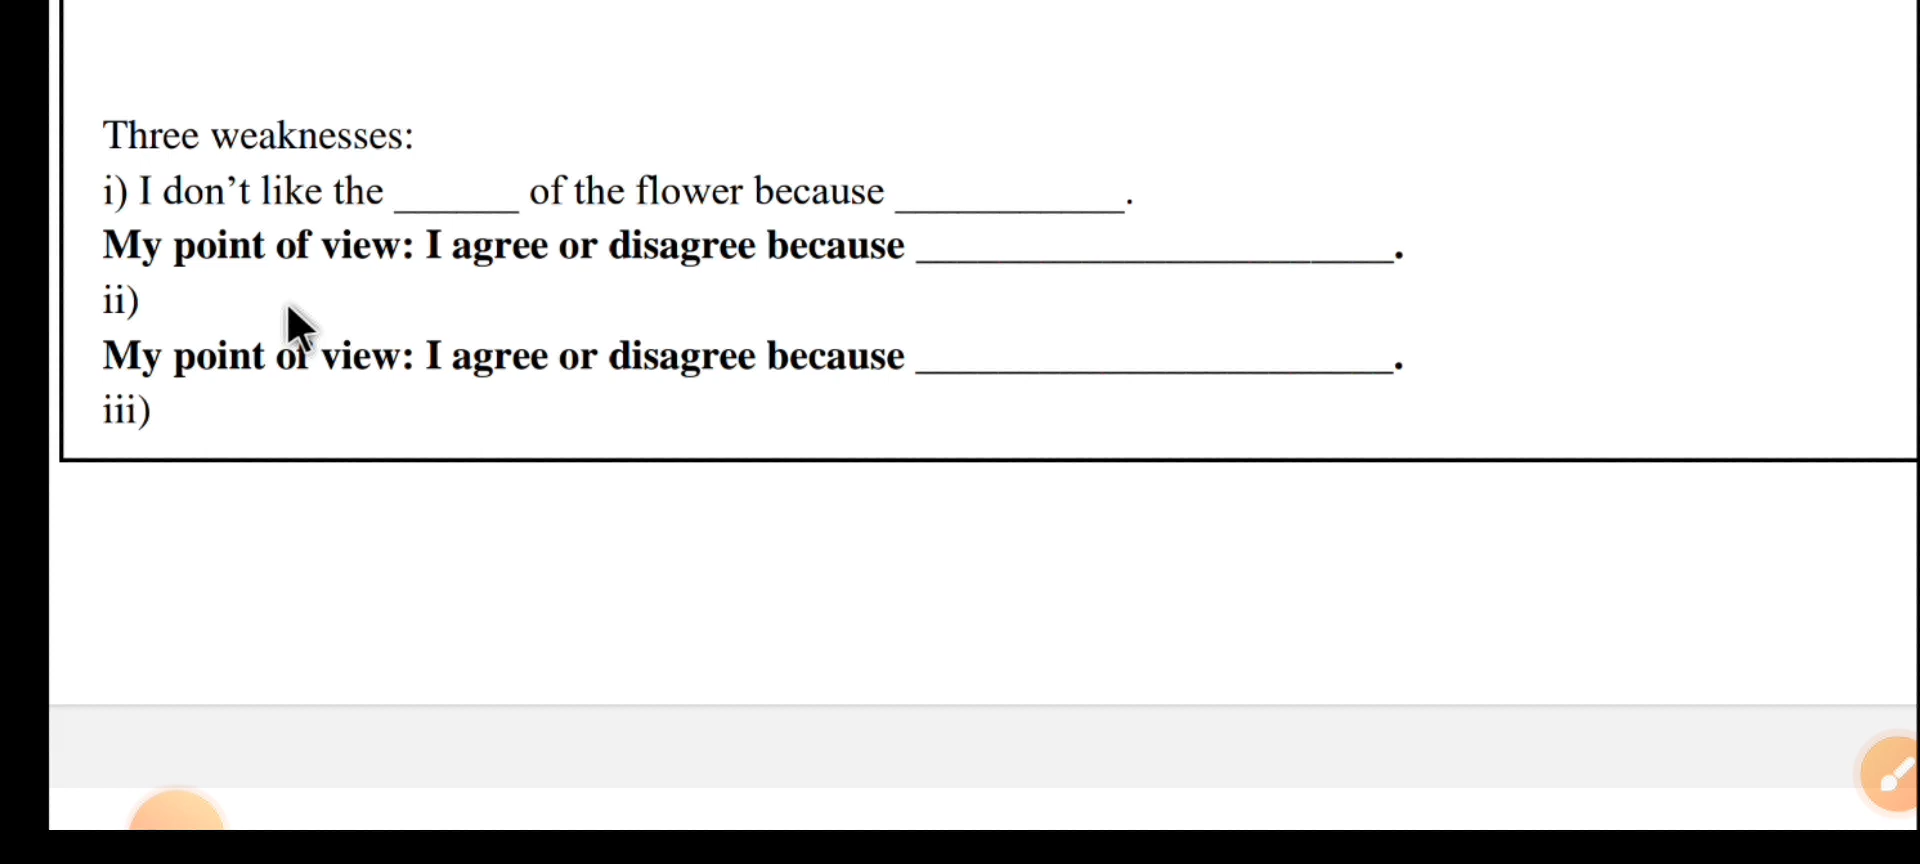 Three weaknesses:
i) I don’t like the ______ of the flower because ___________.
My point of view: I agree or disagree because _______________________.
ii)
My point of view: I agree or disagree because _______________________.
iii)